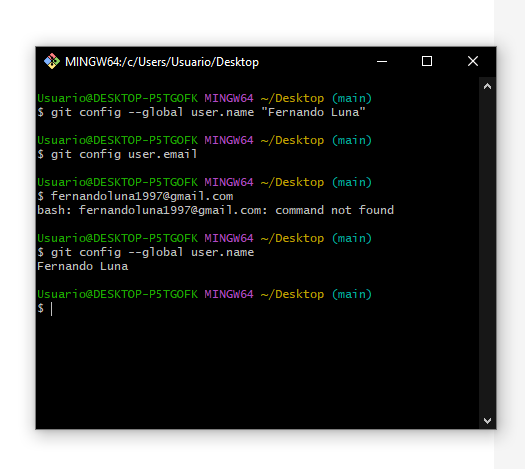 MINGW64:/c/Users/Usuario/Desktop
Usuario@DESKTOP-P5TGOFK MINGW64 ~/Desktop (main)
$ git config --global user.name "Fernando Luna"
Usuario@DESKTOP-P5TGOFK MINGW64 ~/Desktop (main)
$ git config user.email
Usuario@DESKTOP-P5TGOFK MINGW64 ~/Desktop (main)
$ fernandoluna1997@gmail.com
bash: fernandoluna1997@gmail.com: command not found
Usuario@DESKTOP-P5TGOFK MINGW64 ~/Desktop (main)
$ git config --global user.name
Fernando Luna
Usuario@DESKTOP-P5TGOFK MINGW64 ~/Desktop (main)
$